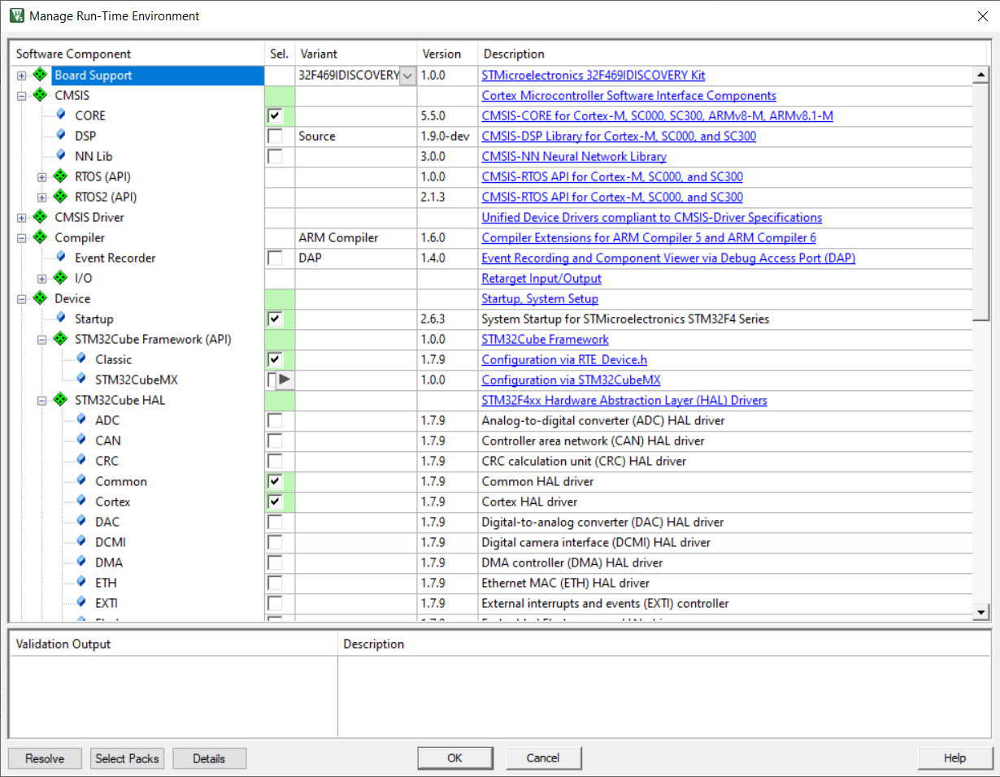 Manage Run-Time Environment
Software Component Sel. Variant Version Description
Board Support 32F469IDISCOVERY 1.0.0 STMicroelectronics 32F469IDISCOVERY Kit
CMSIS Cortex Microcontroller Software Interface Components
CORE 5.5.0 CMSIS-CORE for Cortex-M, SC000, SC300, ARMv8-M, ARMv8.1-M
DSP Source 1.9.0-dev CMSIS-DSP Library for Cortex-M, SC000, and SC300
NN Lib 3.0.0 CMSIS-NN Neural Network Library
RTOS (API) 1.0.0 CMSIS-RTOS API for Cortex-M, SC000, and SC300
RTOS2 (API) 2.1.3 CMSIS-RTOS API for Cortex-M, SC000, and SC300
CMSIS Driver Unified Device Drivers compliant to CMSIS-Driver Specifications
Compiler ARM Compiler 1.6.0 Compiler Extensions for ARM Compiler 5 and ARM Compiler 6
Event Recorder DAP 1.4.0 Event Recording and Component Viewer via Debug Access Port (DAP)
I/O Retarget Input/Output
Device Startup, System Setup
Startup 2.6.3 System Startup for STMicroelectronics STM32F4 Series
STM32Cube Framework (API) 1.0.0 STM32Cube Framework
Classic 1.7.9 Configuration via RTE_Device.h
STM32CubeMX 1.0.0 Configuration via STM32CubeMX
STM32Cube HAL STM32F4xx Hardware Abstraction Layer (HAL) Drivers
ADC 1.7.9 Analog-to-digital converter (ADC) HAL driver
CAN 1.7.9 Controller area network (CAN) HAL driver
CRC 1.7.9 CRC calculation unit (CRC) HAL driver
Common 1.7.9 Common HAL driver
Cortex 1.7.9 Cortex HAL driver
DAC 1.7.9 Digital-to-analog converter (DAC) HAL driver
DCMI 1.7.9 Digital camera interface (DCMI) HAL driver
DMA 1.7.9 DMA controller (DMA) HAL driver
ETH 1.7.9 Ethernet MAC (ETH) HAL driver
EXTI 1.7.9 External interrupts and events (EXTI) controller
Validation Output Description
Resolve Select Packs Details OK Cancel Help